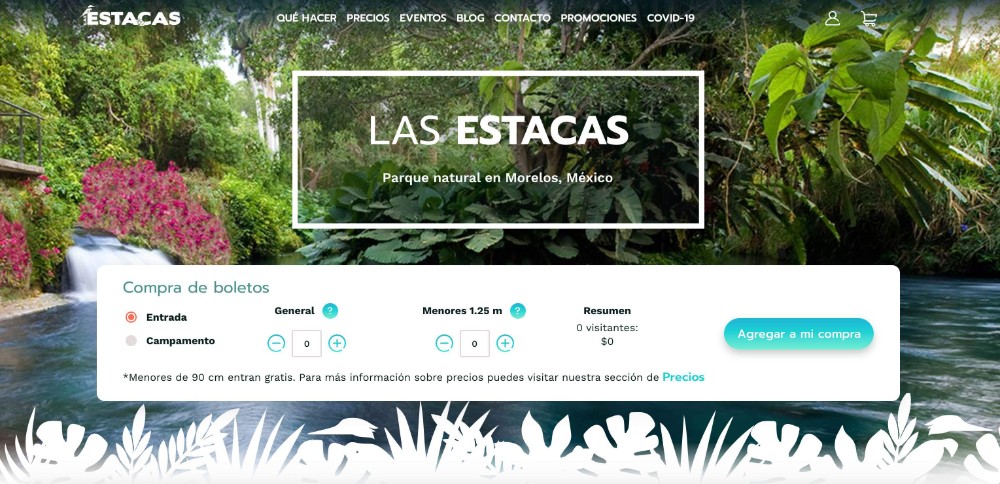 ESTACAS
QUÉ HACER PRECIOS EVENTOS BLOG CONTACTO PROMOCIONES COVID-19
LAS ESTACAS
Parque natural en Morelos, México
Compra de boletos
Entrada
Campamento
General ?
0
Menores 1.25 m ?
0
Resumen
0 visitantes:
$0
Agregar a mi compra
*Menores de 90 cm entran gratis. Para más información sobre precios puedes visitar nuestra sección de Precios